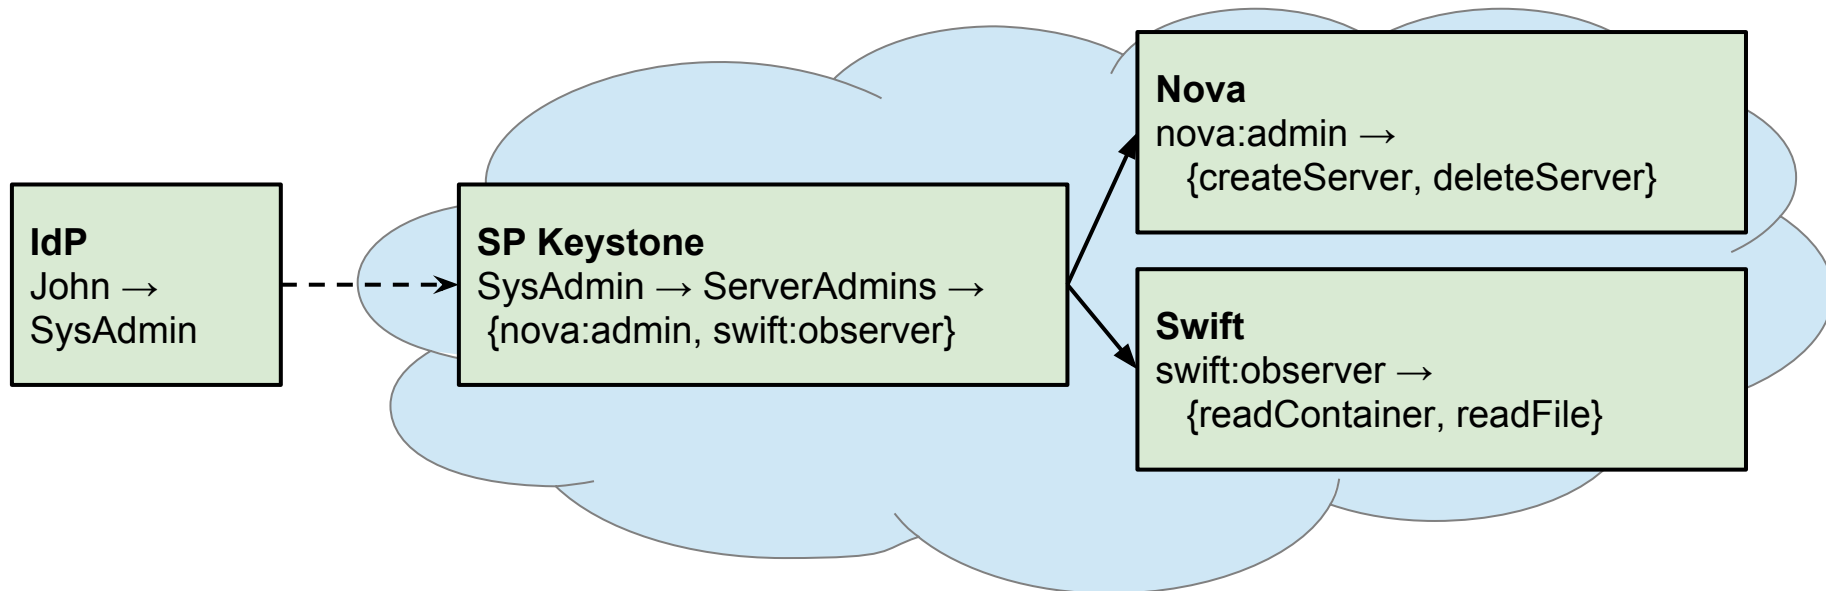 IdP
John →
SysAdmin
SP Keystone
SysAdmin → ServerAdmins →
{nova:admin, swift:observer}
Nova
nova:admin →
{createServer, deleteServer}
Swift
swift:observer →
{readContainer, readFile}